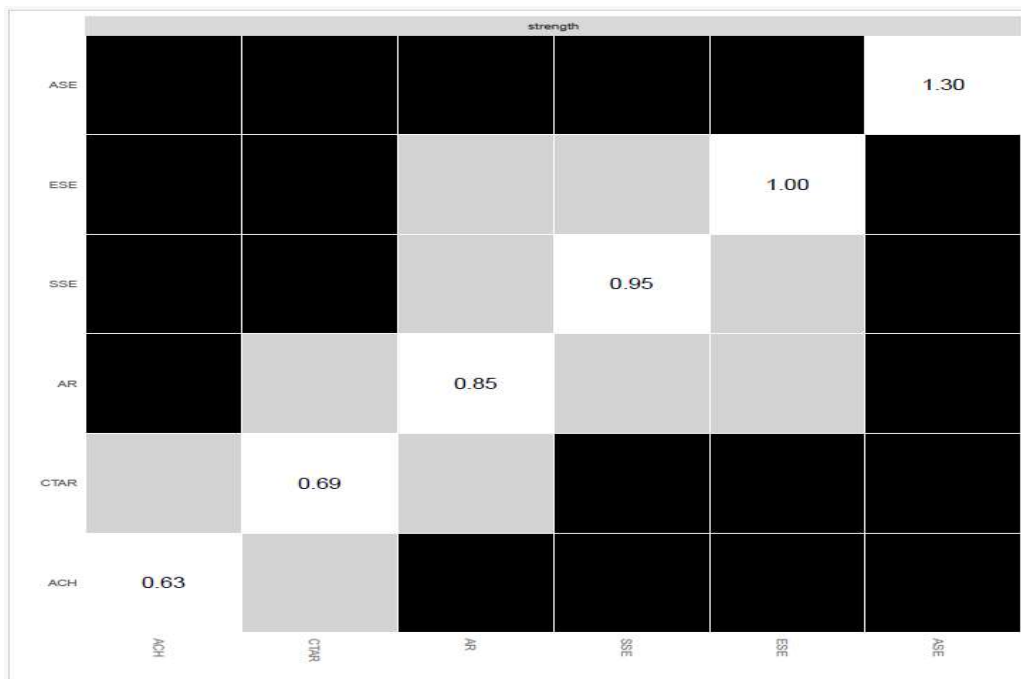 strength
ASE 1.30
ESE 1.00
SSE 0.95
AR 0.85
CTAR 0.69
ACH 0.63
ACH CTAR AR SSE ESE ASE